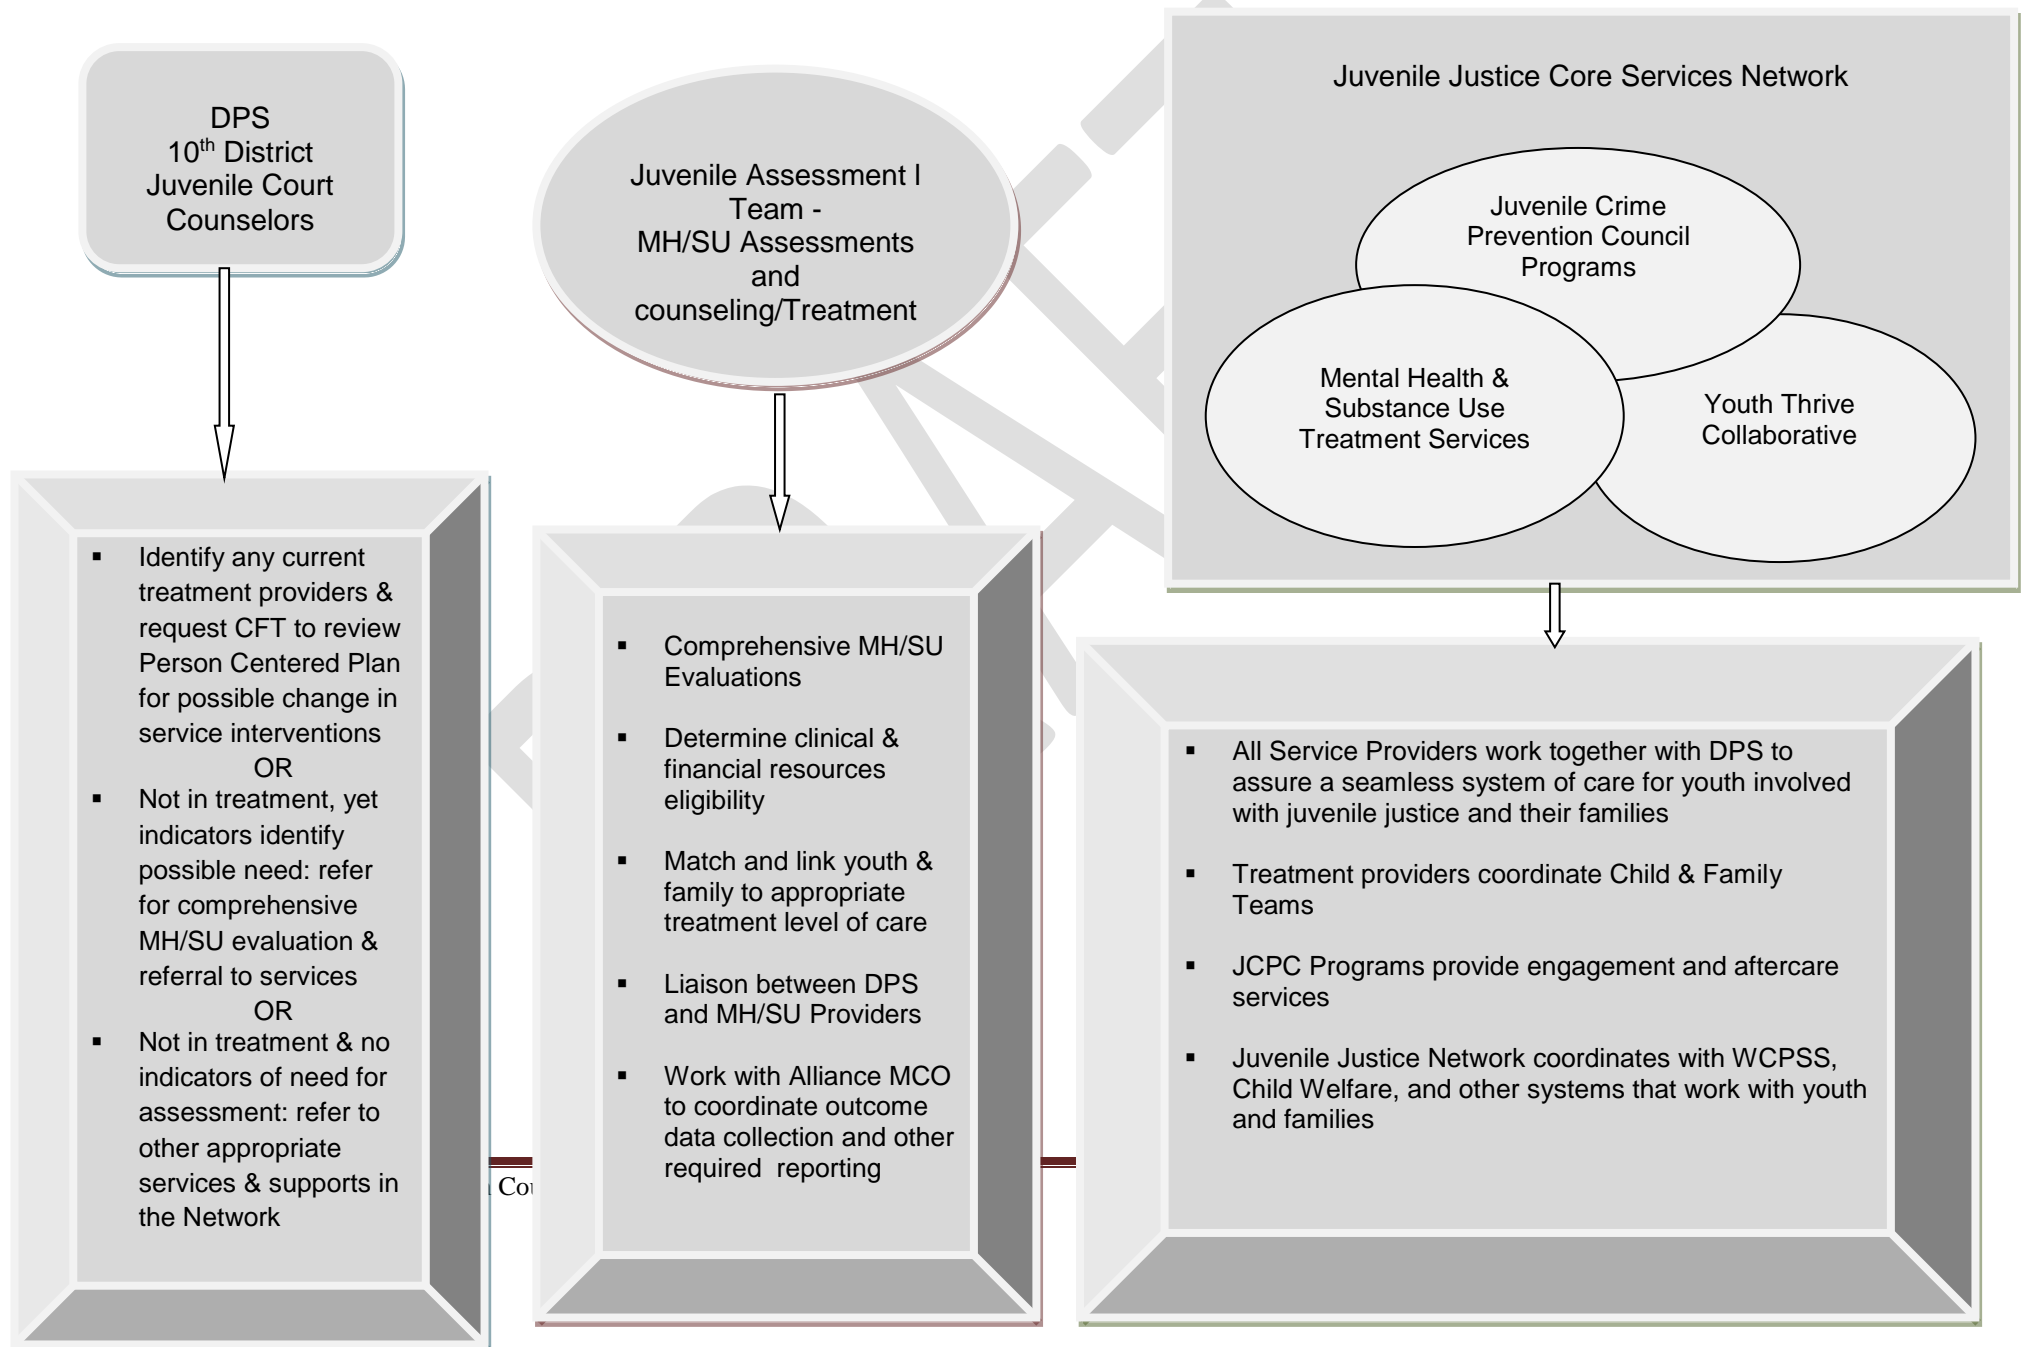 DPS
10th District
Juvenile Court
Counselors
Juvenile Assessment l
Team -
MH/SU Assessments
and
counseling/Treatment
Juvenile Justice Core Services Network
Juvenile Crime
Prevention Council
Programs
Mental Health &
Substance Use
Treatment Services
Youth Thrive
Collaborative
▪ Identify any current
treatment providers &
request CFT to review
Person Centered Plan
for possible change in
service interventions
OR
▪ Not in treatment, yet
indicators identify
possible need: refer
for comprehensive
MH/SU evaluation &
referral to services
OR
▪ Not in treatment & no
indicators of need for
assessment: refer to
other appropriate
services & supports in
the Network
▪ Comprehensive MH/SU
Evaluations
▪ Determine clinical &
financial resources
eligibility
▪ Match and link youth &
family to appropriate
treatment level of care
▪ Liaison between DPS
and MH/SU Providers
▪ Work with Alliance MCO
to coordinate outcome
data collection and other
required reporting
▪ All Service Providers work together with DPS to
assure a seamless system of care for youth involved
with juvenile justice and their families
▪ Treatment providers coordinate Child & Family
Teams
▪ JCPC Programs provide engagement and aftercare
services
▪ Juvenile Justice Network coordinates with WCPSS,
Child Welfare, and other systems that work with youth
and families